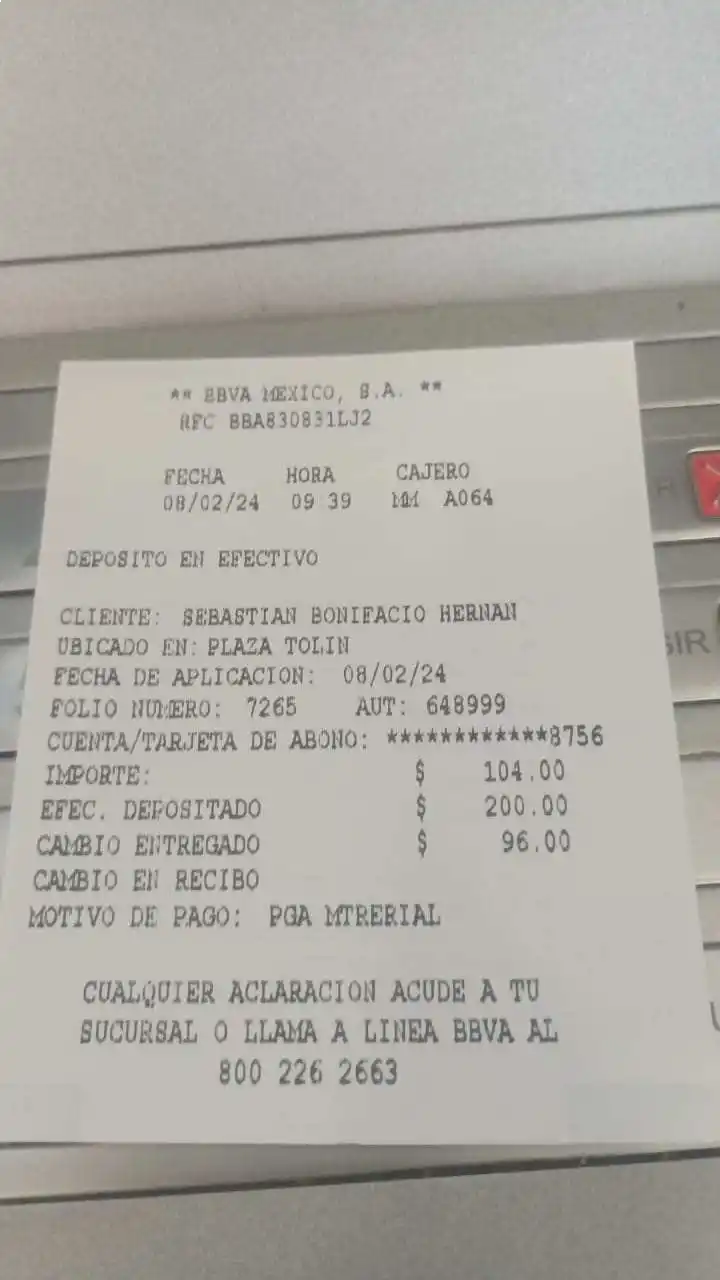 ** BBVA MEXICO, S.A. **
RFC BBA830831LJ2
FECHA HORA CAJERO
08/02/24 09 39 MM A064
DEPOSITO EN EFECTIVO
CLIENTE: SEBASTIAN BONIFACIO HERNAN
UBICADO EN: PLAZA TOLIN
FECHA DE APLICACION: 08/02/24
FOLIO NUMERO: 7265 AUT: 648999
CUENTA/TARJETA DE ABONO: ************8756
IMPORTE: $ 104.00
EFEC. DEPOSITADO $ 200.00
CAMBIO ENTREGADO $ 96.00
CAMBIO EN RECIBO
MOTIVO DE PAGO: PGA MTRERIAL
CUALQUIER ACLARACION ACUDE A TU
SUCURSAL O LLAMA A LINEA BBVA AL
800 226 2663